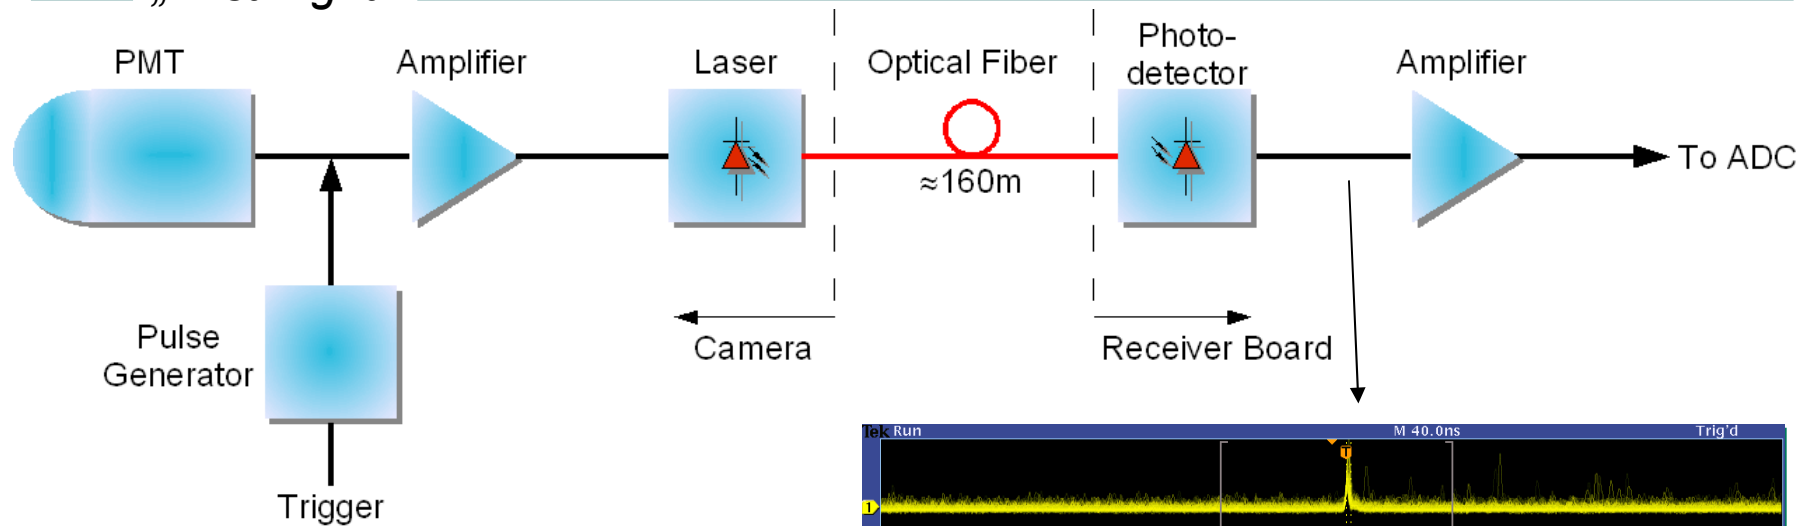 PMT
Amplifier
Laser
Optical Fiber
Photo-
detector
Amplifier
≈160m
To ADC
Pulse
Generator
Camera
Receiver Board
Trigger
Tek Run
M 40.0ns
Trig'd
T
1